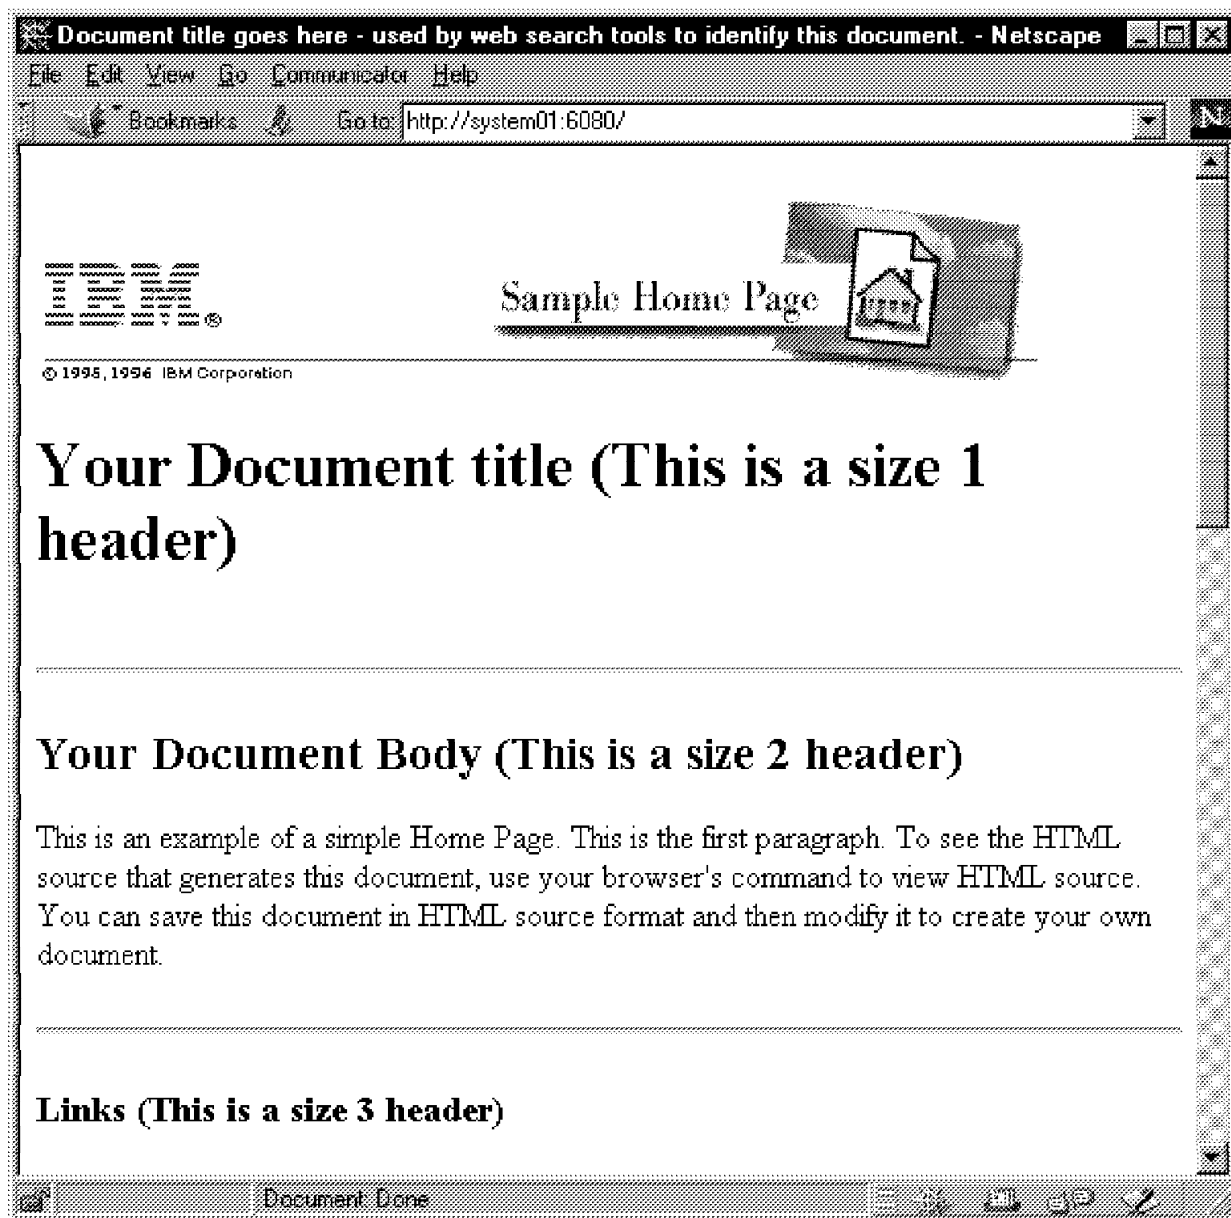 Document title goes here - used by web search tools to identify this document. - Netscape
File Edit View Go Communicator Help
Bookmarks Go to: http://system01:6080/ N
IBM®
Sample Home Page
© 1995, 1996 IBM Corporation
Your Document title (This is a size 1
header)
Your Document Body (This is a size 2 header)
This is an example of a simple Home Page. This is the first paragraph. To see the HTML
source that generates this document, use your browser's command to view HTML source.
You can save this document in HTML source format and then modify it to create your own
document.
Links (This is a size 3 header)
Document: Done